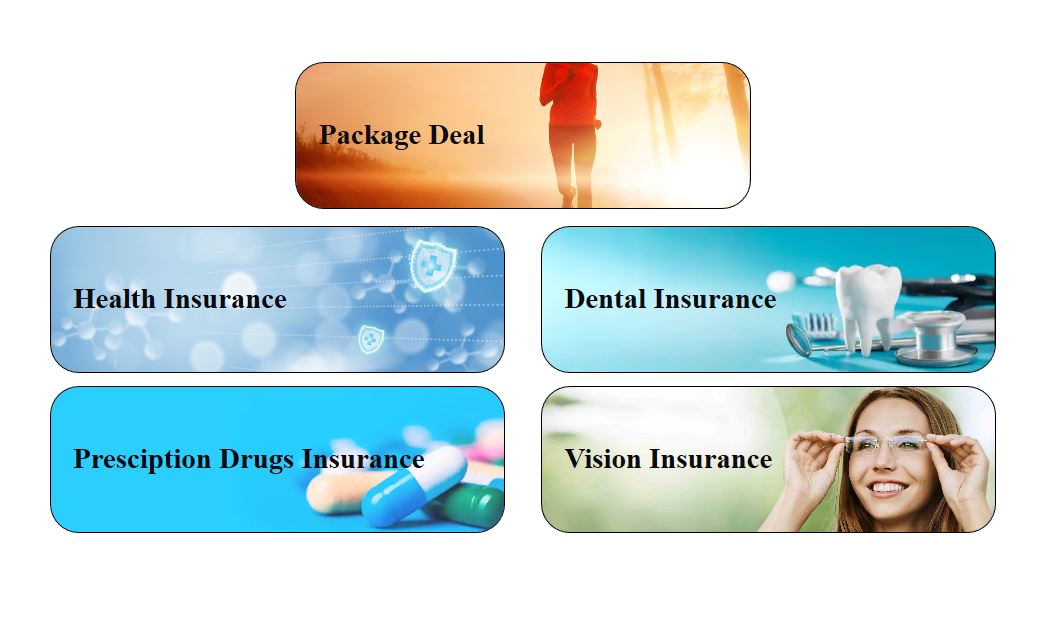 Package Deal
Health Insurance
Dental Insurance
Presciption Drugs Insurance
Vision Insurance